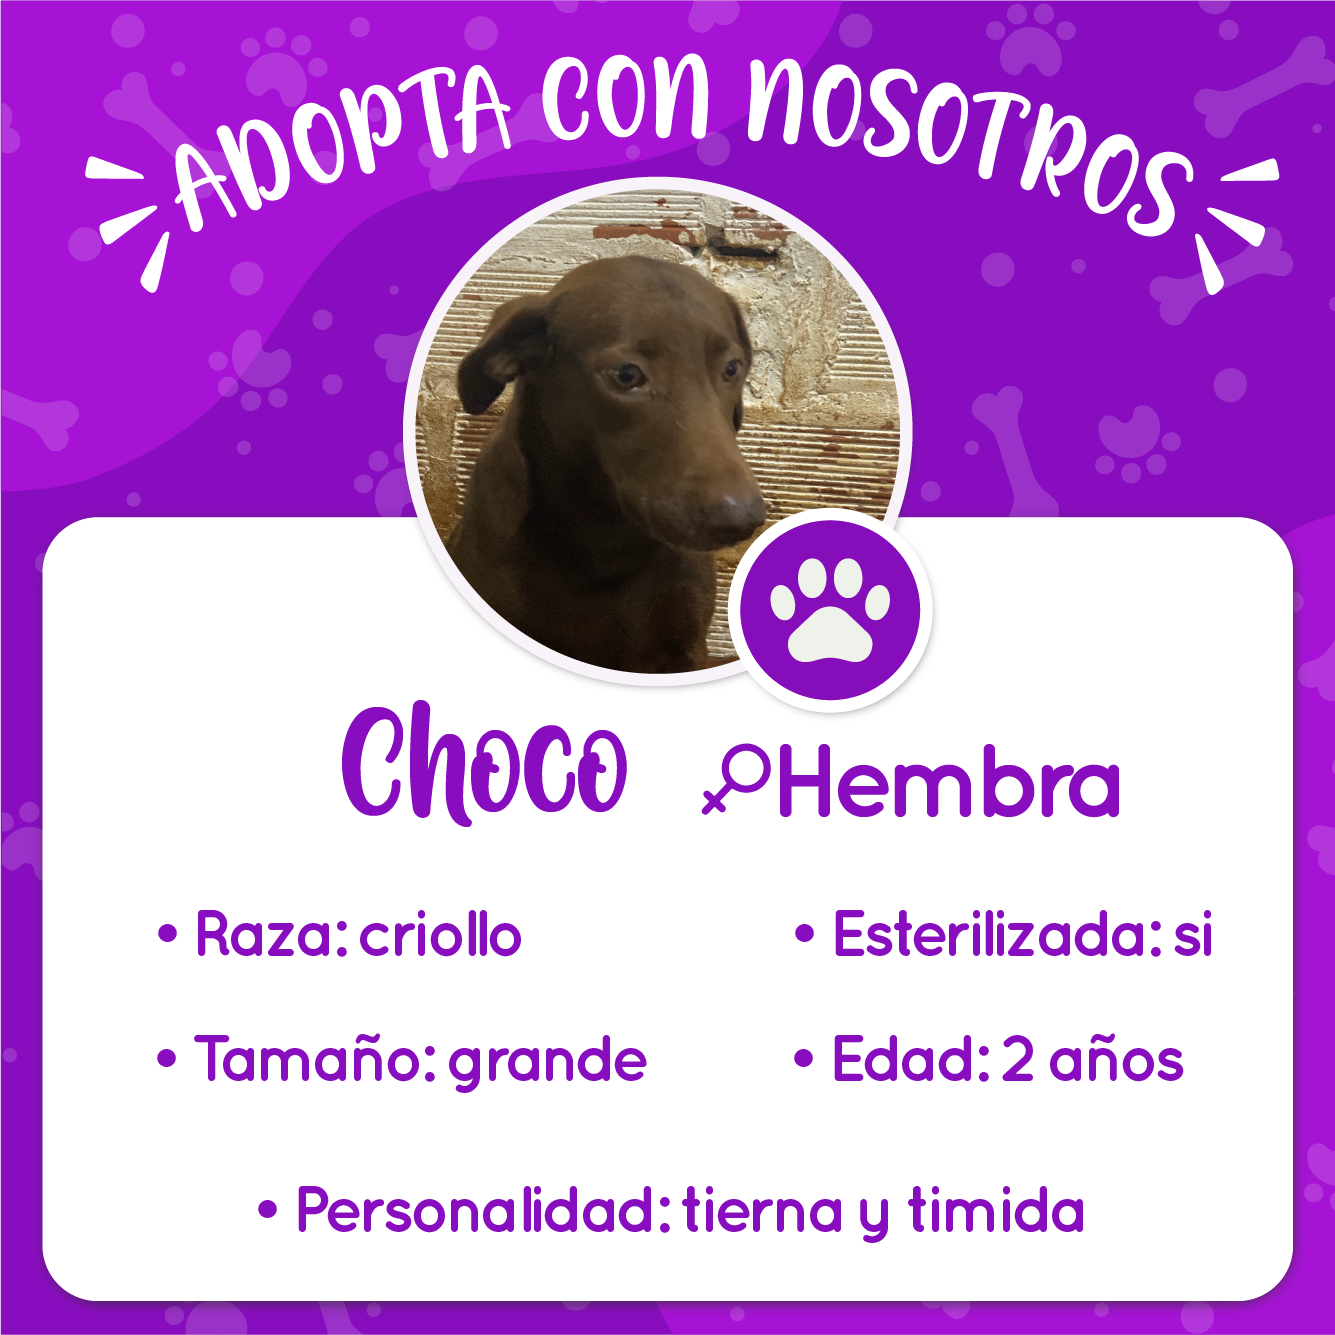 ADOPTA CON NOSOTROS
Choco
Hembra
• Raza: criollo
• Esterilizada: si
• Tamaño: grande
• Edad: 2 años
• Personalidad: tierna y timida